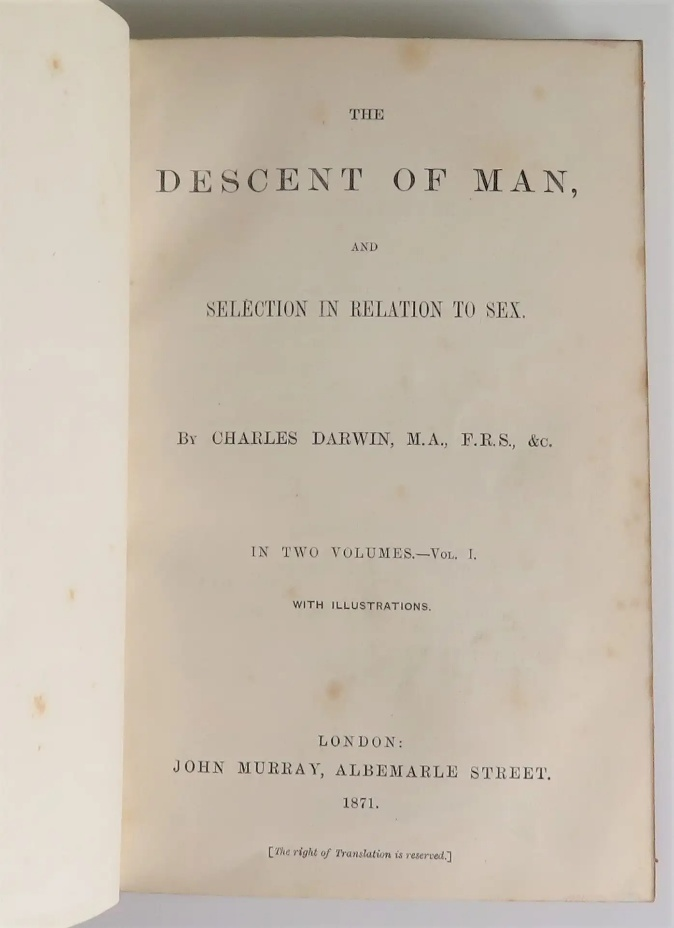 THE
DESCENT OF MAN,
AND
SELECTION IN RELATION TO SEX.
BY CHARLES DARWIN, M.A., F.R.S., &c.
IN TWO VOLUMES.—VOL. I.
WITH ILLUSTRATIONS.
LONDON:
JOHN MURRAY, ALBEMARLE STREET.
1871.
[The right of Translation is reserved.]